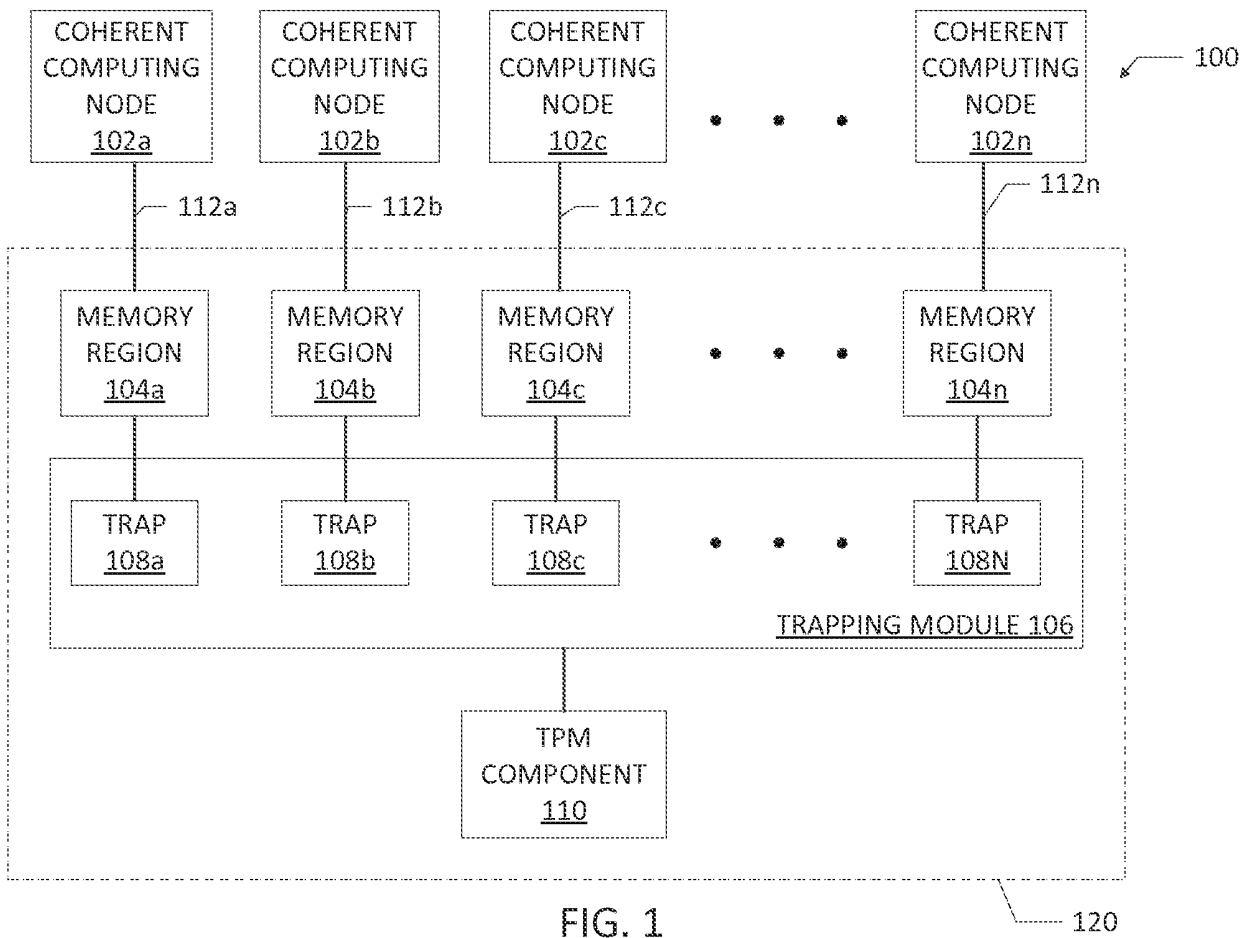 COHERENT
COMPUTING
NODE
102a
COHERENT
COMPUTING
NODE
102b
COHERENT
COMPUTING
NODE
102c
COHERENT
COMPUTING
NODE
102n
100
112a
112b
112c
112n
MEMORY
REGION
104a
MEMORY
REGION
104b
MEMORY
REGION
104c
MEMORY
REGION
104n
TRAP
108a
TRAP
108b
TRAP
108c
TRAP
108N
TRAPPING MODULE 106
TPM
COMPONENT
110
120
FIG. 1